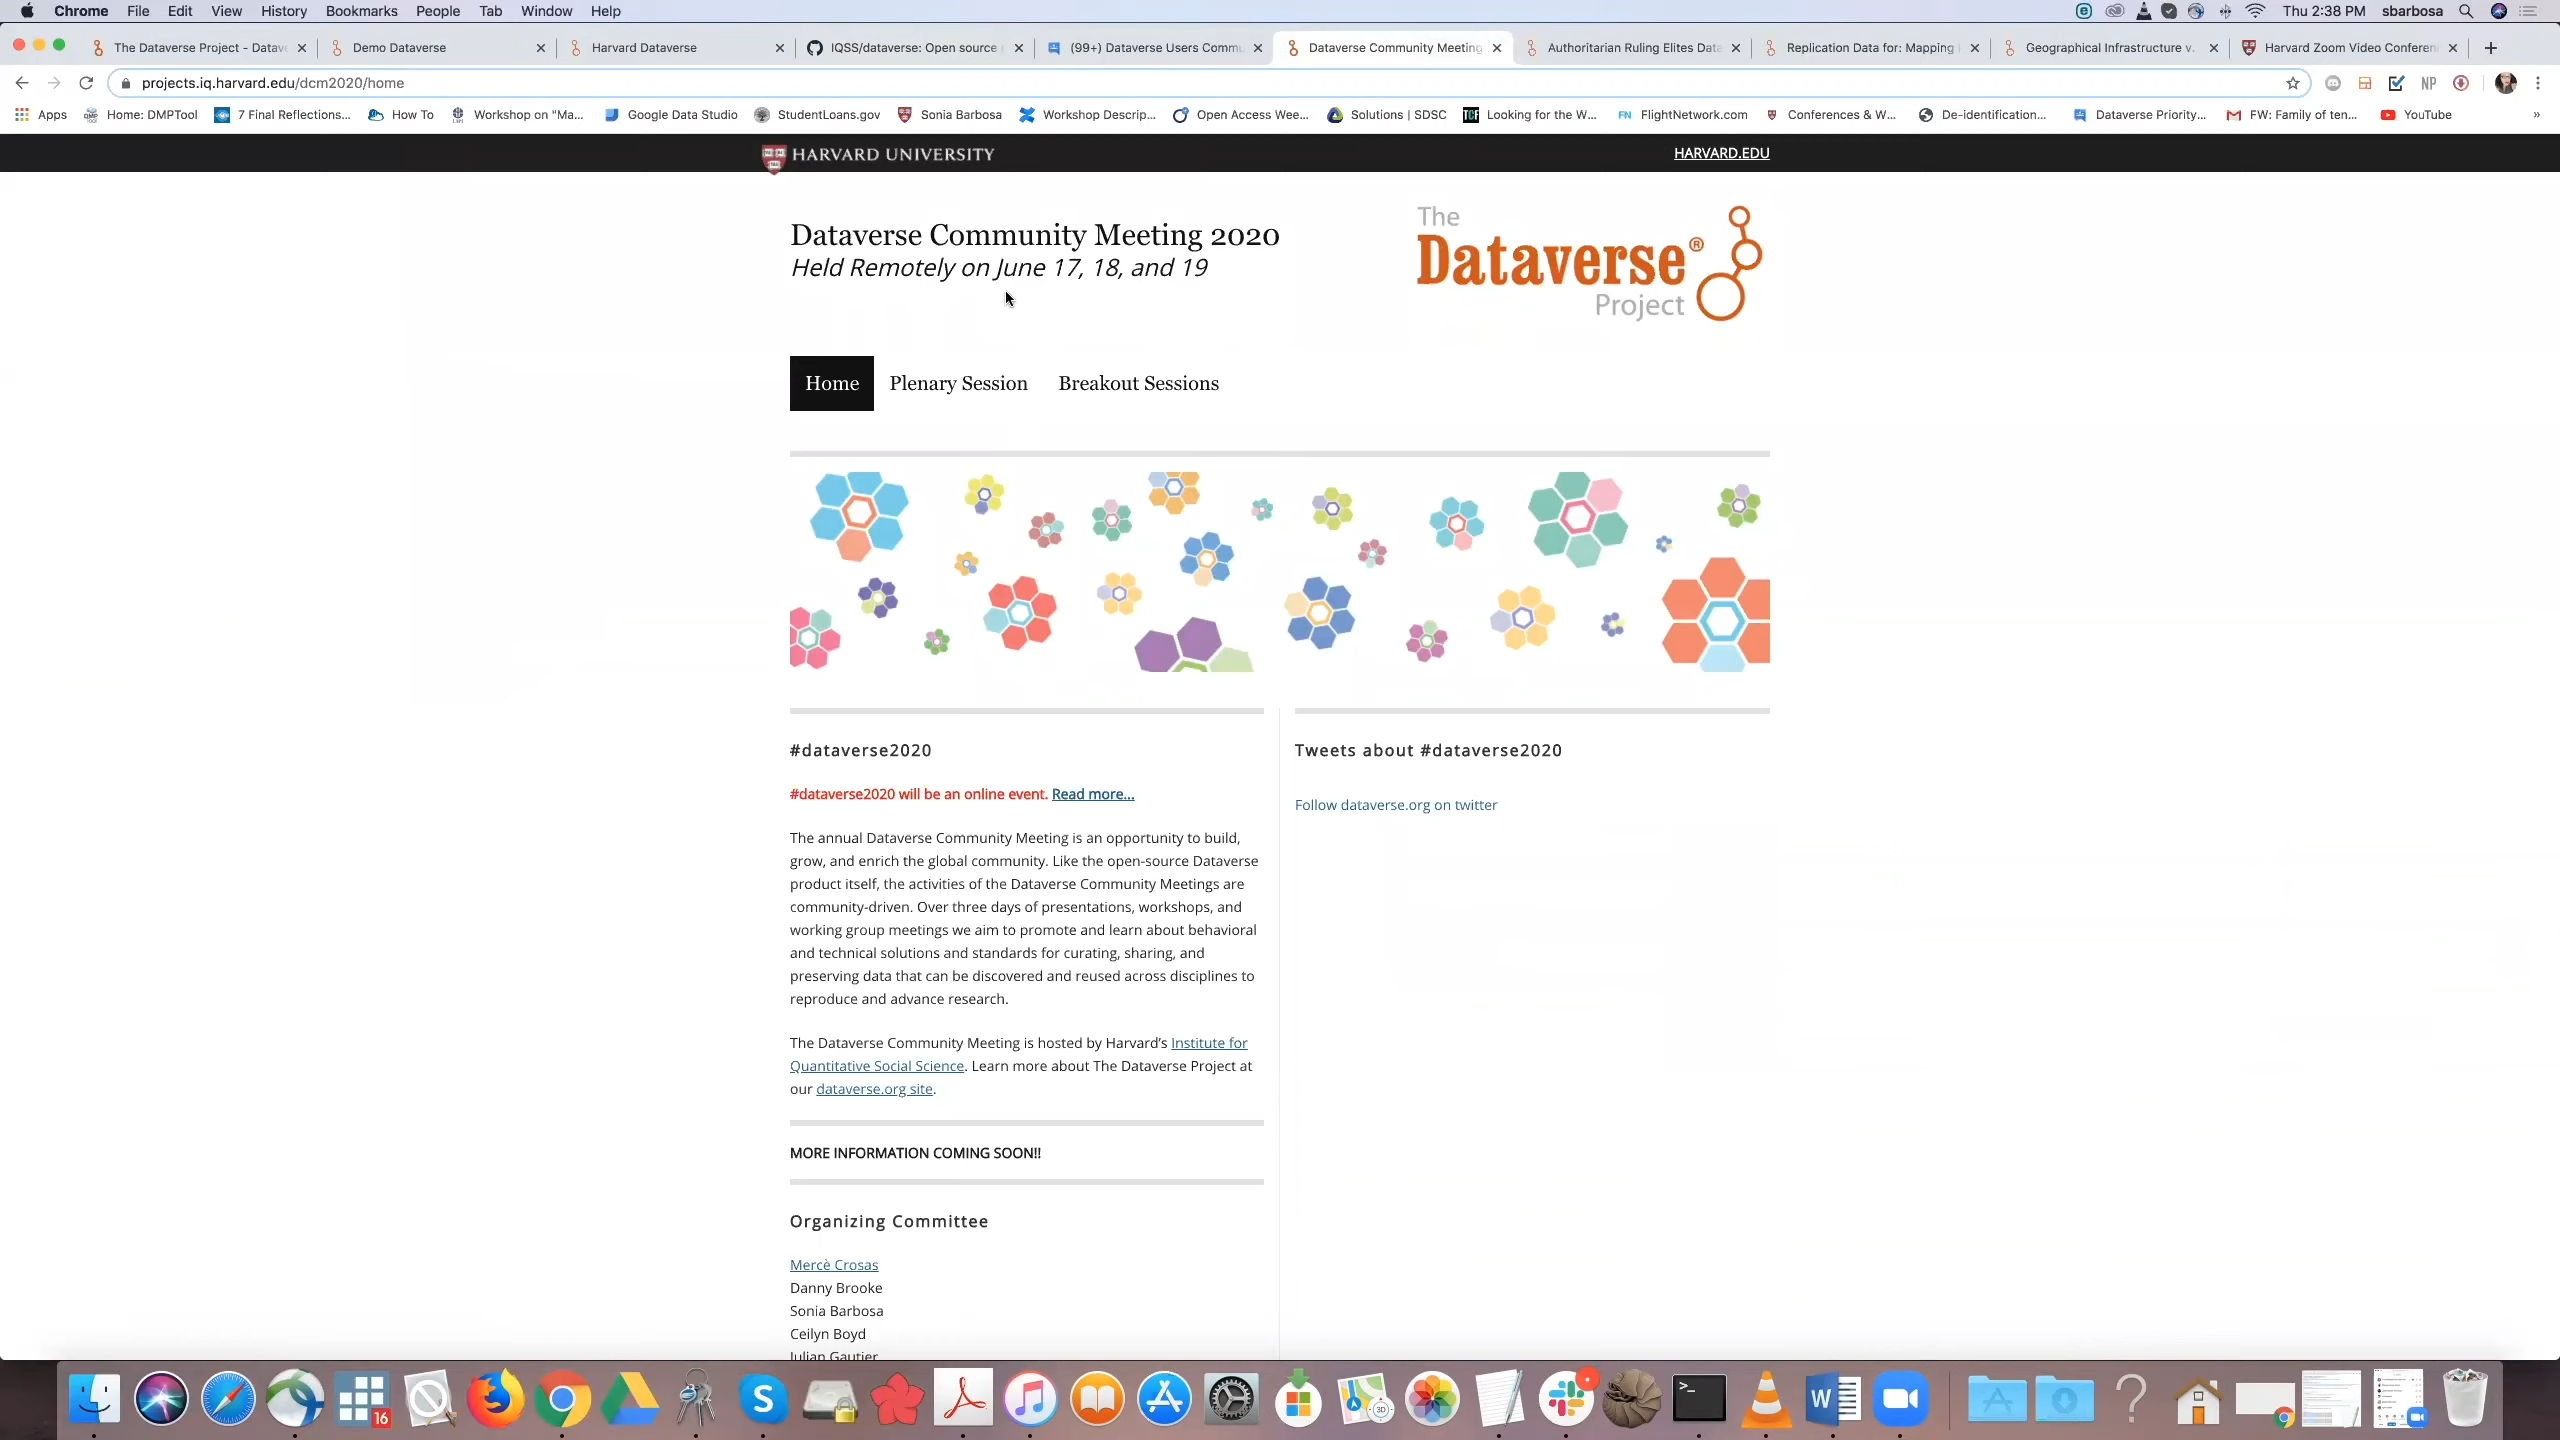 Chrome File Edit View History Bookmarks People Tab Window Help Thu 2:38 PM sbarbosa
The Dataverse Project - Datave Demo Dataverse Harvard Dataverse IQSS/dataverse: Open source (99+) Dataverse Users Commu Dataverse Community Meeting Authoritarian Ruling Elites Data Replication Data for: Mapping Geographical Infrastructure v. Harvard Zoom Video Conferen
projects.iq.harvard.edu/dcm2020/home NP
Apps Home: DMPTool 7 Final Reflections... How To Workshop on "Ma... Google Data Studio StudentLoans.gov Sonia Barbosa Workshop Descrip... Open Access Wee... Solutions | SDSC Looking for the W... FlightNetwork.com Conferences & W... De-identification... Dataverse Priority... FW: Family of ten... YouTube »
HARVARD UNIVERSITY HARVARD.EDU
Dataverse Community Meeting 2020
Held Remotely on June 17, 18, and 19
The
Dataverse®
Project
Home Plenary Session Breakout Sessions
#dataverse2020
#dataverse2020 will be an online event. Read more...
The annual Dataverse Community Meeting is an opportunity to build,
grow, and enrich the global community. Like the open-source Dataverse
product itself, the activities of the Dataverse Community Meetings are
community-driven. Over three days of presentations, workshops, and
working group meetings we aim to promote and learn about behavioral
and technical solutions and standards for curating, sharing, and
preserving data that can be discovered and reused across disciplines to
reproduce and advance research.
The Dataverse Community Meeting is hosted by Harvard's Institute for
Quantitative Social Science. Learn more about The Dataverse Project at
our dataverse.org site.
MORE INFORMATION COMING SOON!!
Organizing Committee
Mercè Crosas
Danny Brooke
Sonia Barbosa
Ceilyn Boyd
Julian Gautier
Tweets about #dataverse2020
Follow dataverse.org on twitter
16
3D